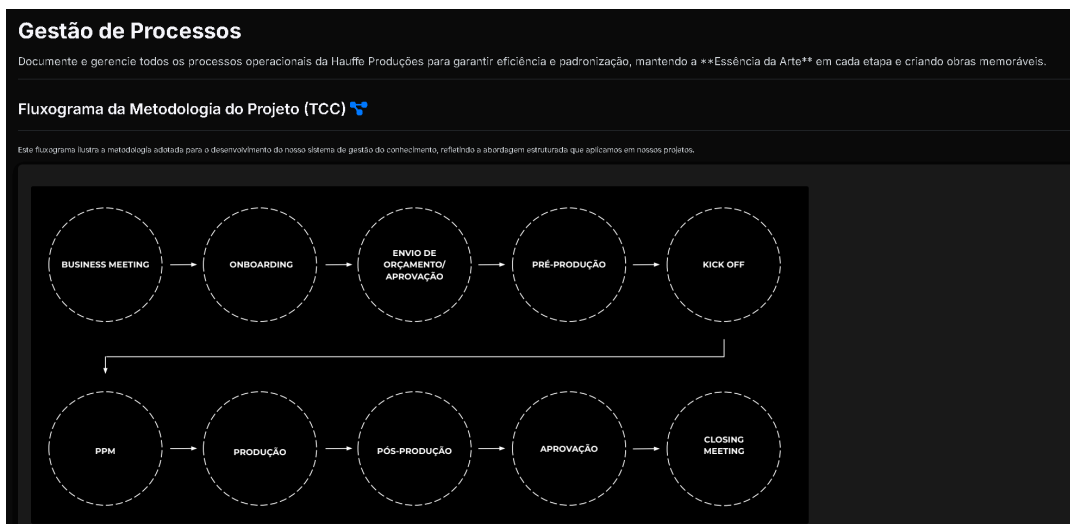 Gestão de Processos
Documente e gerencie todos os processos operacionais da Hauffe Produções para garantir eficiência e padronização, mantendo a **Essência da Arte** em cada etapa e criando obras memoráveis.
Fluxograma da Metodologia do Projeto (TCC)
Este fluxograma ilustra a metodologia adotada para o desenvolvimento do nosso sistema de gestão do conhecimento, refletindo a abordagem estruturada que aplicamos em nossos projetos.
BUSINESS MEETING
ONBOARDING
ENVIO DE
ORÇAMENTO/
APROVAÇÃO
PRÉ-PRODUÇÃO
KICK OFF
PPM
PRODUÇÃO
PÓS-PRODUÇÃO
APROVAÇÃO
CLOSING
MEETING